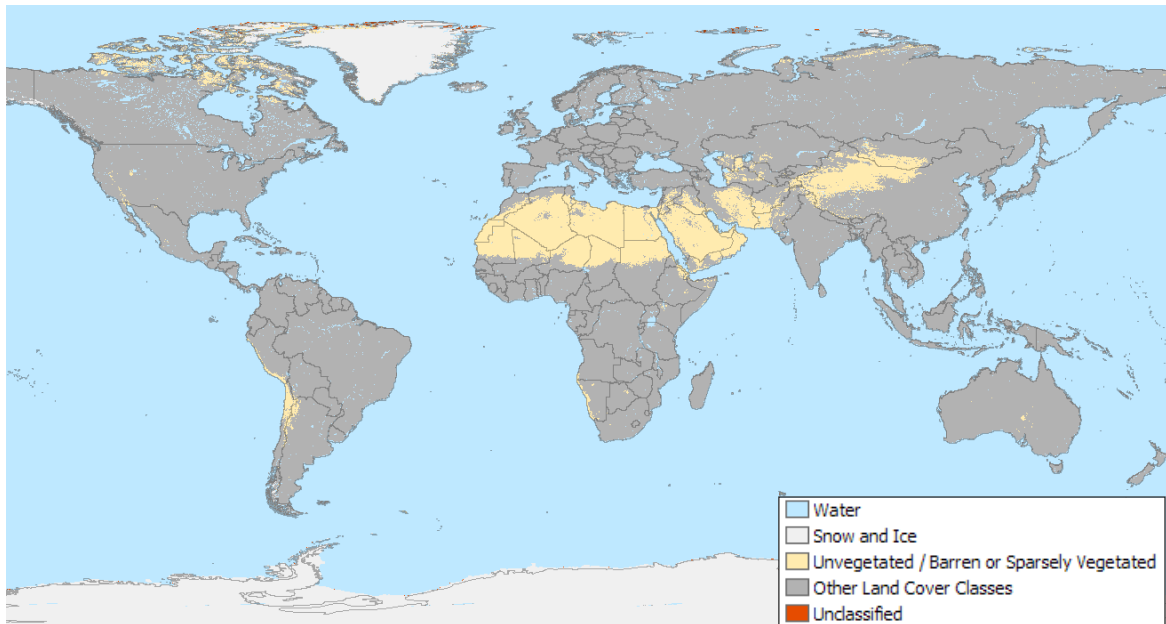 Water
Snow and Ice
Unvegetated / Barren or Sparsely Vegetated
Other Land Cover Classes
Unclassified